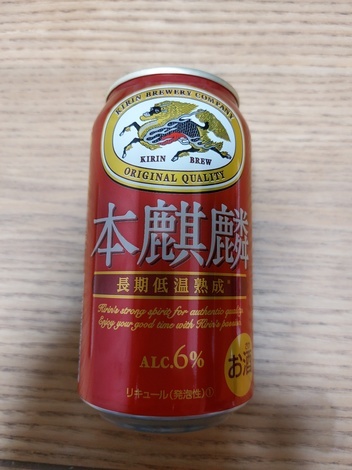 KIRIN BREWERY COMPANY
KIRIN BREW
ORIGINAL QUALITY
本麒麟
長期低温熟成*
Kirin's strong spirit for authentic quality.
Enjoy your good time with Kirin's passion.
ALC.6%
お酒
リキュール(発泡性)①